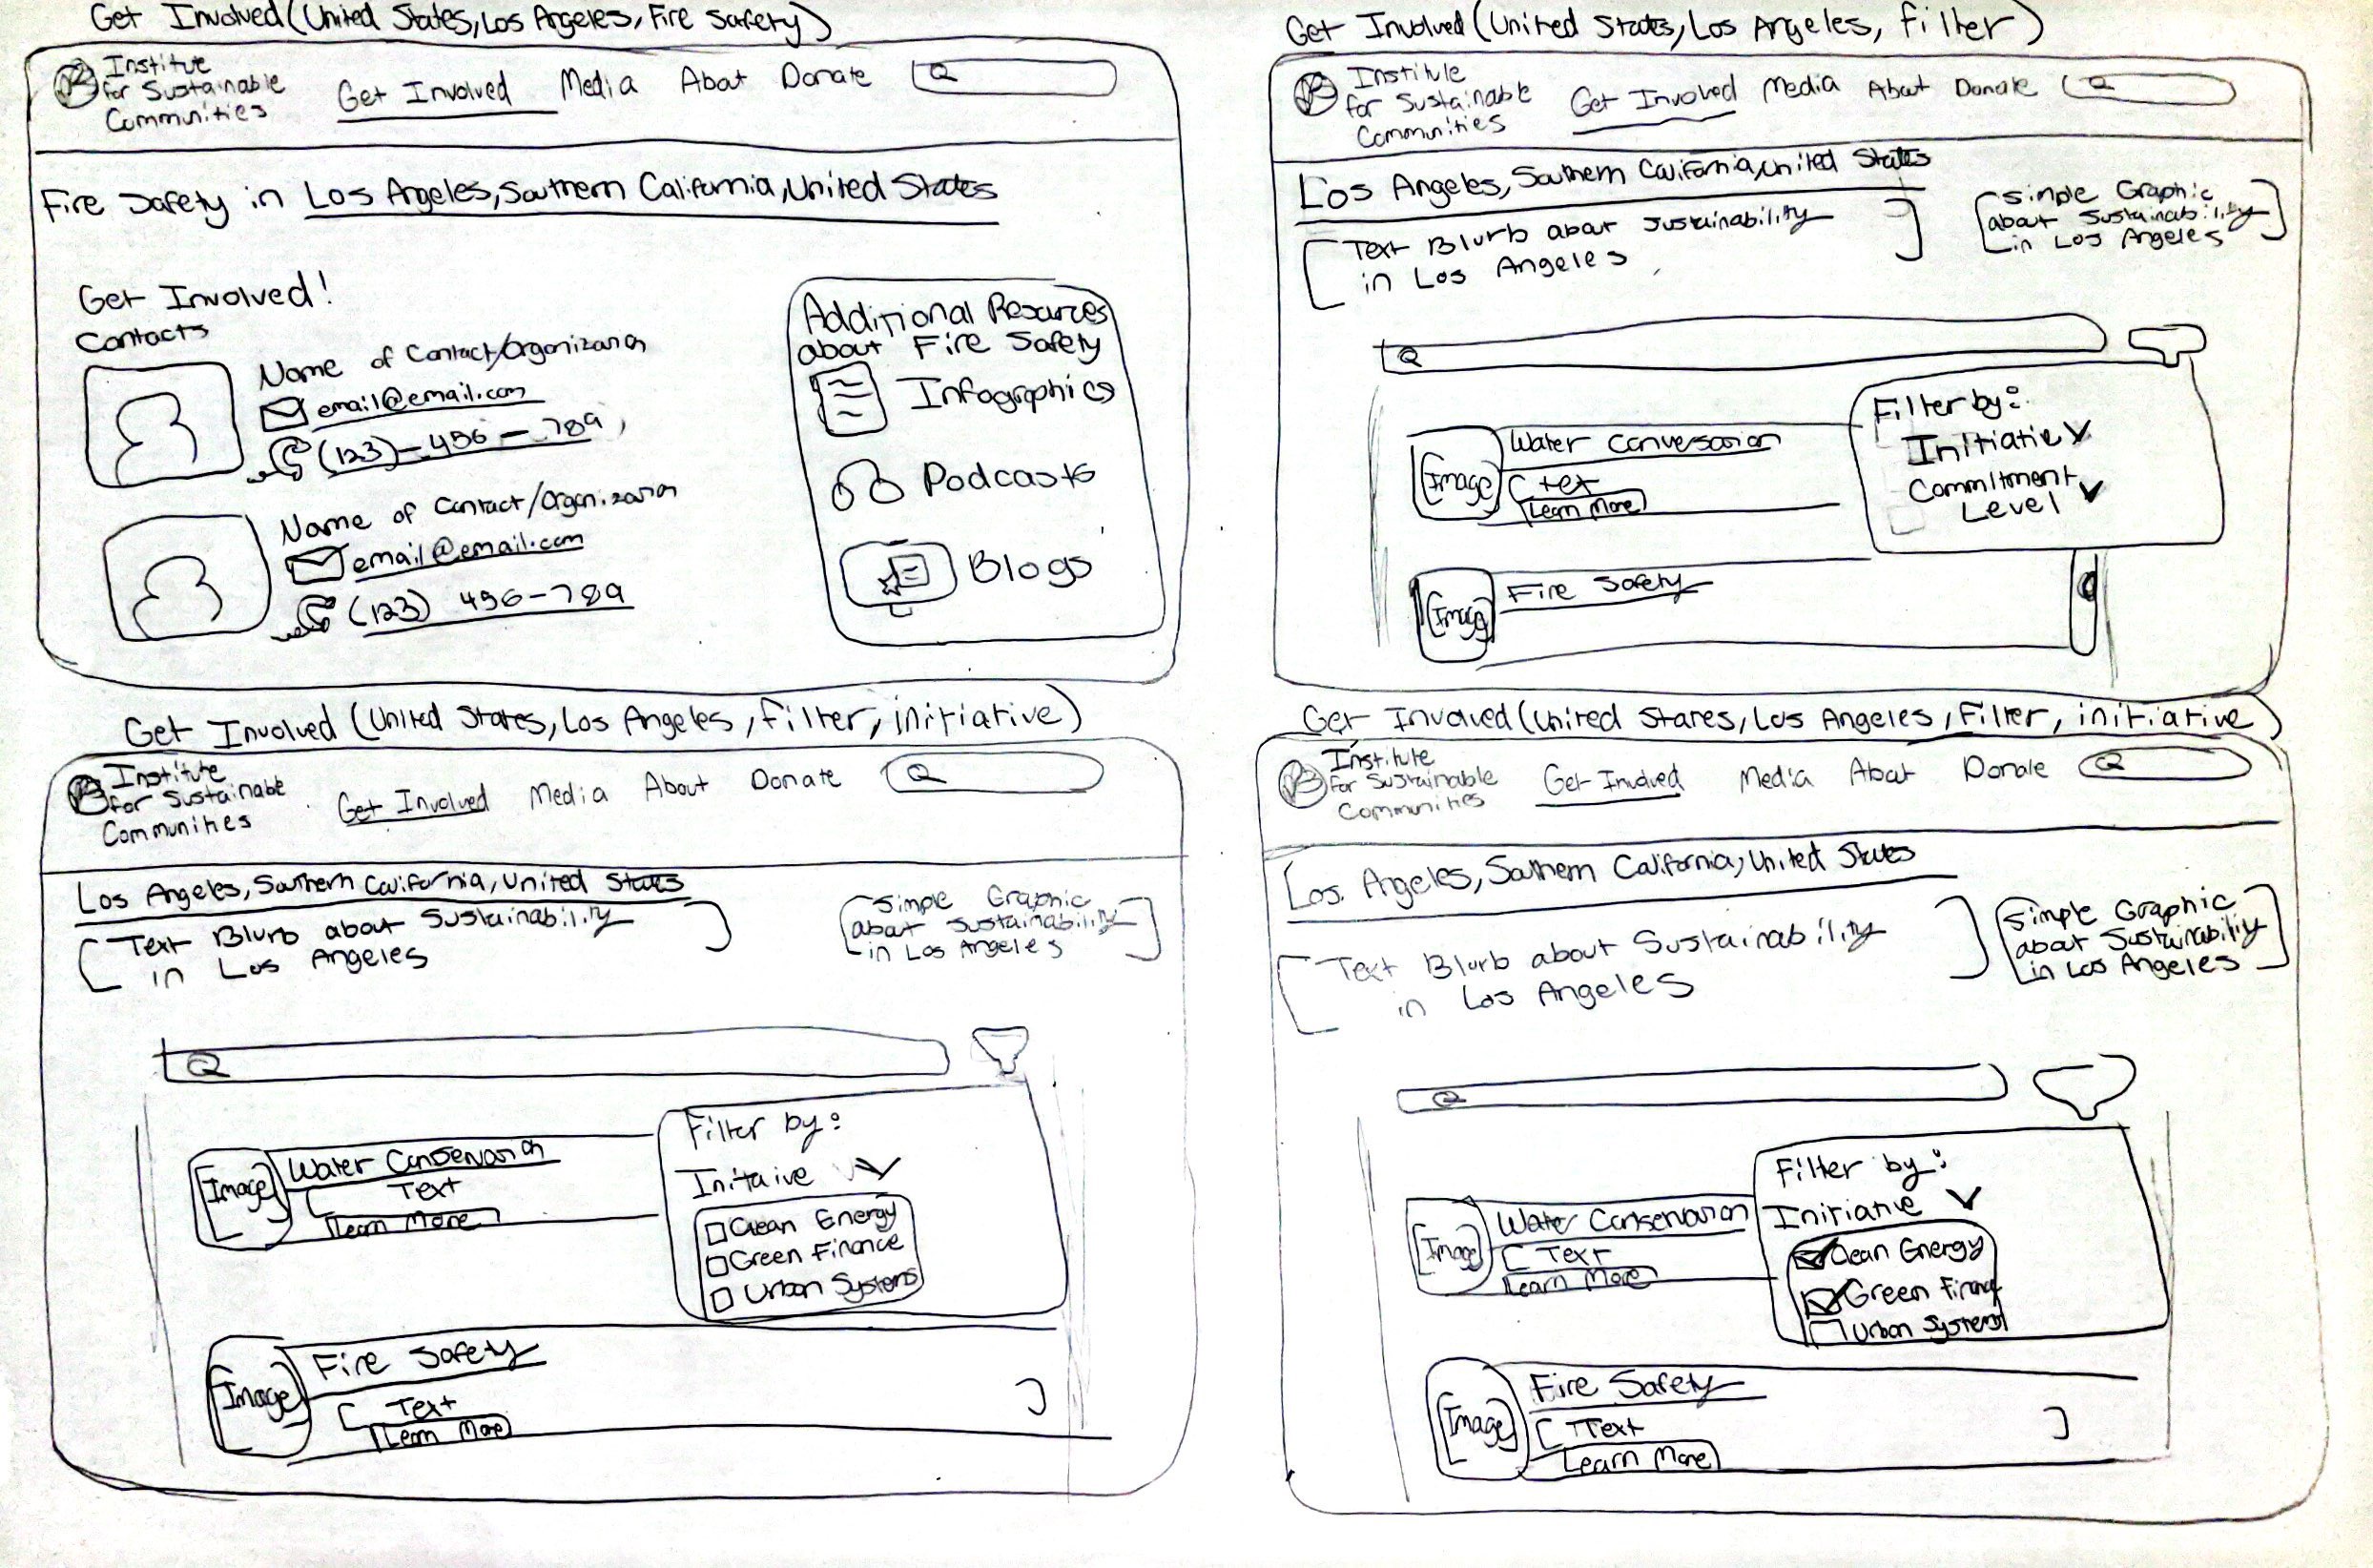 Get Involved (United States, Los Angeles, Fire Safety)
Institue
for Sustainable
Communities
Get Involved
Media
About
Donate
Fire Safety in Los Angeles, Southern California, United States
Get Involved!
Contacts
Name of Contact/Organization
email@email.com
(123)-456-789
Name of Contact/Organization
email@email.com
(123) 456-789
Additional Resources
about Fire Safety
Infographics
Podcasts
Blogs
Get Involved (United States, Los Angeles, Filter)
Institute
for Sustainable
Communities
Get Involved
Media
About
Donate
Los Angeles, Southern California, United States
[Text Blurb about Sustainability
in Los Angeles]
[Simple Graphic
about Sustainability
in Los Angeles]
Filter by:
Initiatie
Commitment
Level
[Image]
Water Conversation
[Text
Learn More
[Image]
Fire Safety
Get Involved (United States, Los Angeles, Filter, initiative)
Institute
for Sustainable
Communities
Get Involved
Media
About
Donate
Los Angeles, Southern California, United States
[Text Blurb about Sustainability
in Los Angeles]
[Simple Graphic
about Sustainability
in Los Angeles]
Filter by:
Initaive
Clean Energy
Green Finance
Urban Systems
[Image]
Water Conservation
[Text
Learn More
[Image]
Fire Safety
[Text]
Learn More
Get Involved (United States, Los Angeles, Filter, initiative)
Institute
for Sustainable
Communities
Get Involved
Media
About
Donate
Los Angeles, Southern California, United States
[Text Blurb about Sustainability
in Los Angeles]
[Simple Graphic
about Sustainability
in Los Angeles]
Filter by:
Initiative
Clean Energy
Green Finance
Urban Systems
[Image]
Water Conservation
[Text
Learn More
[Image]
Fire Safety
[Text]
Learn More